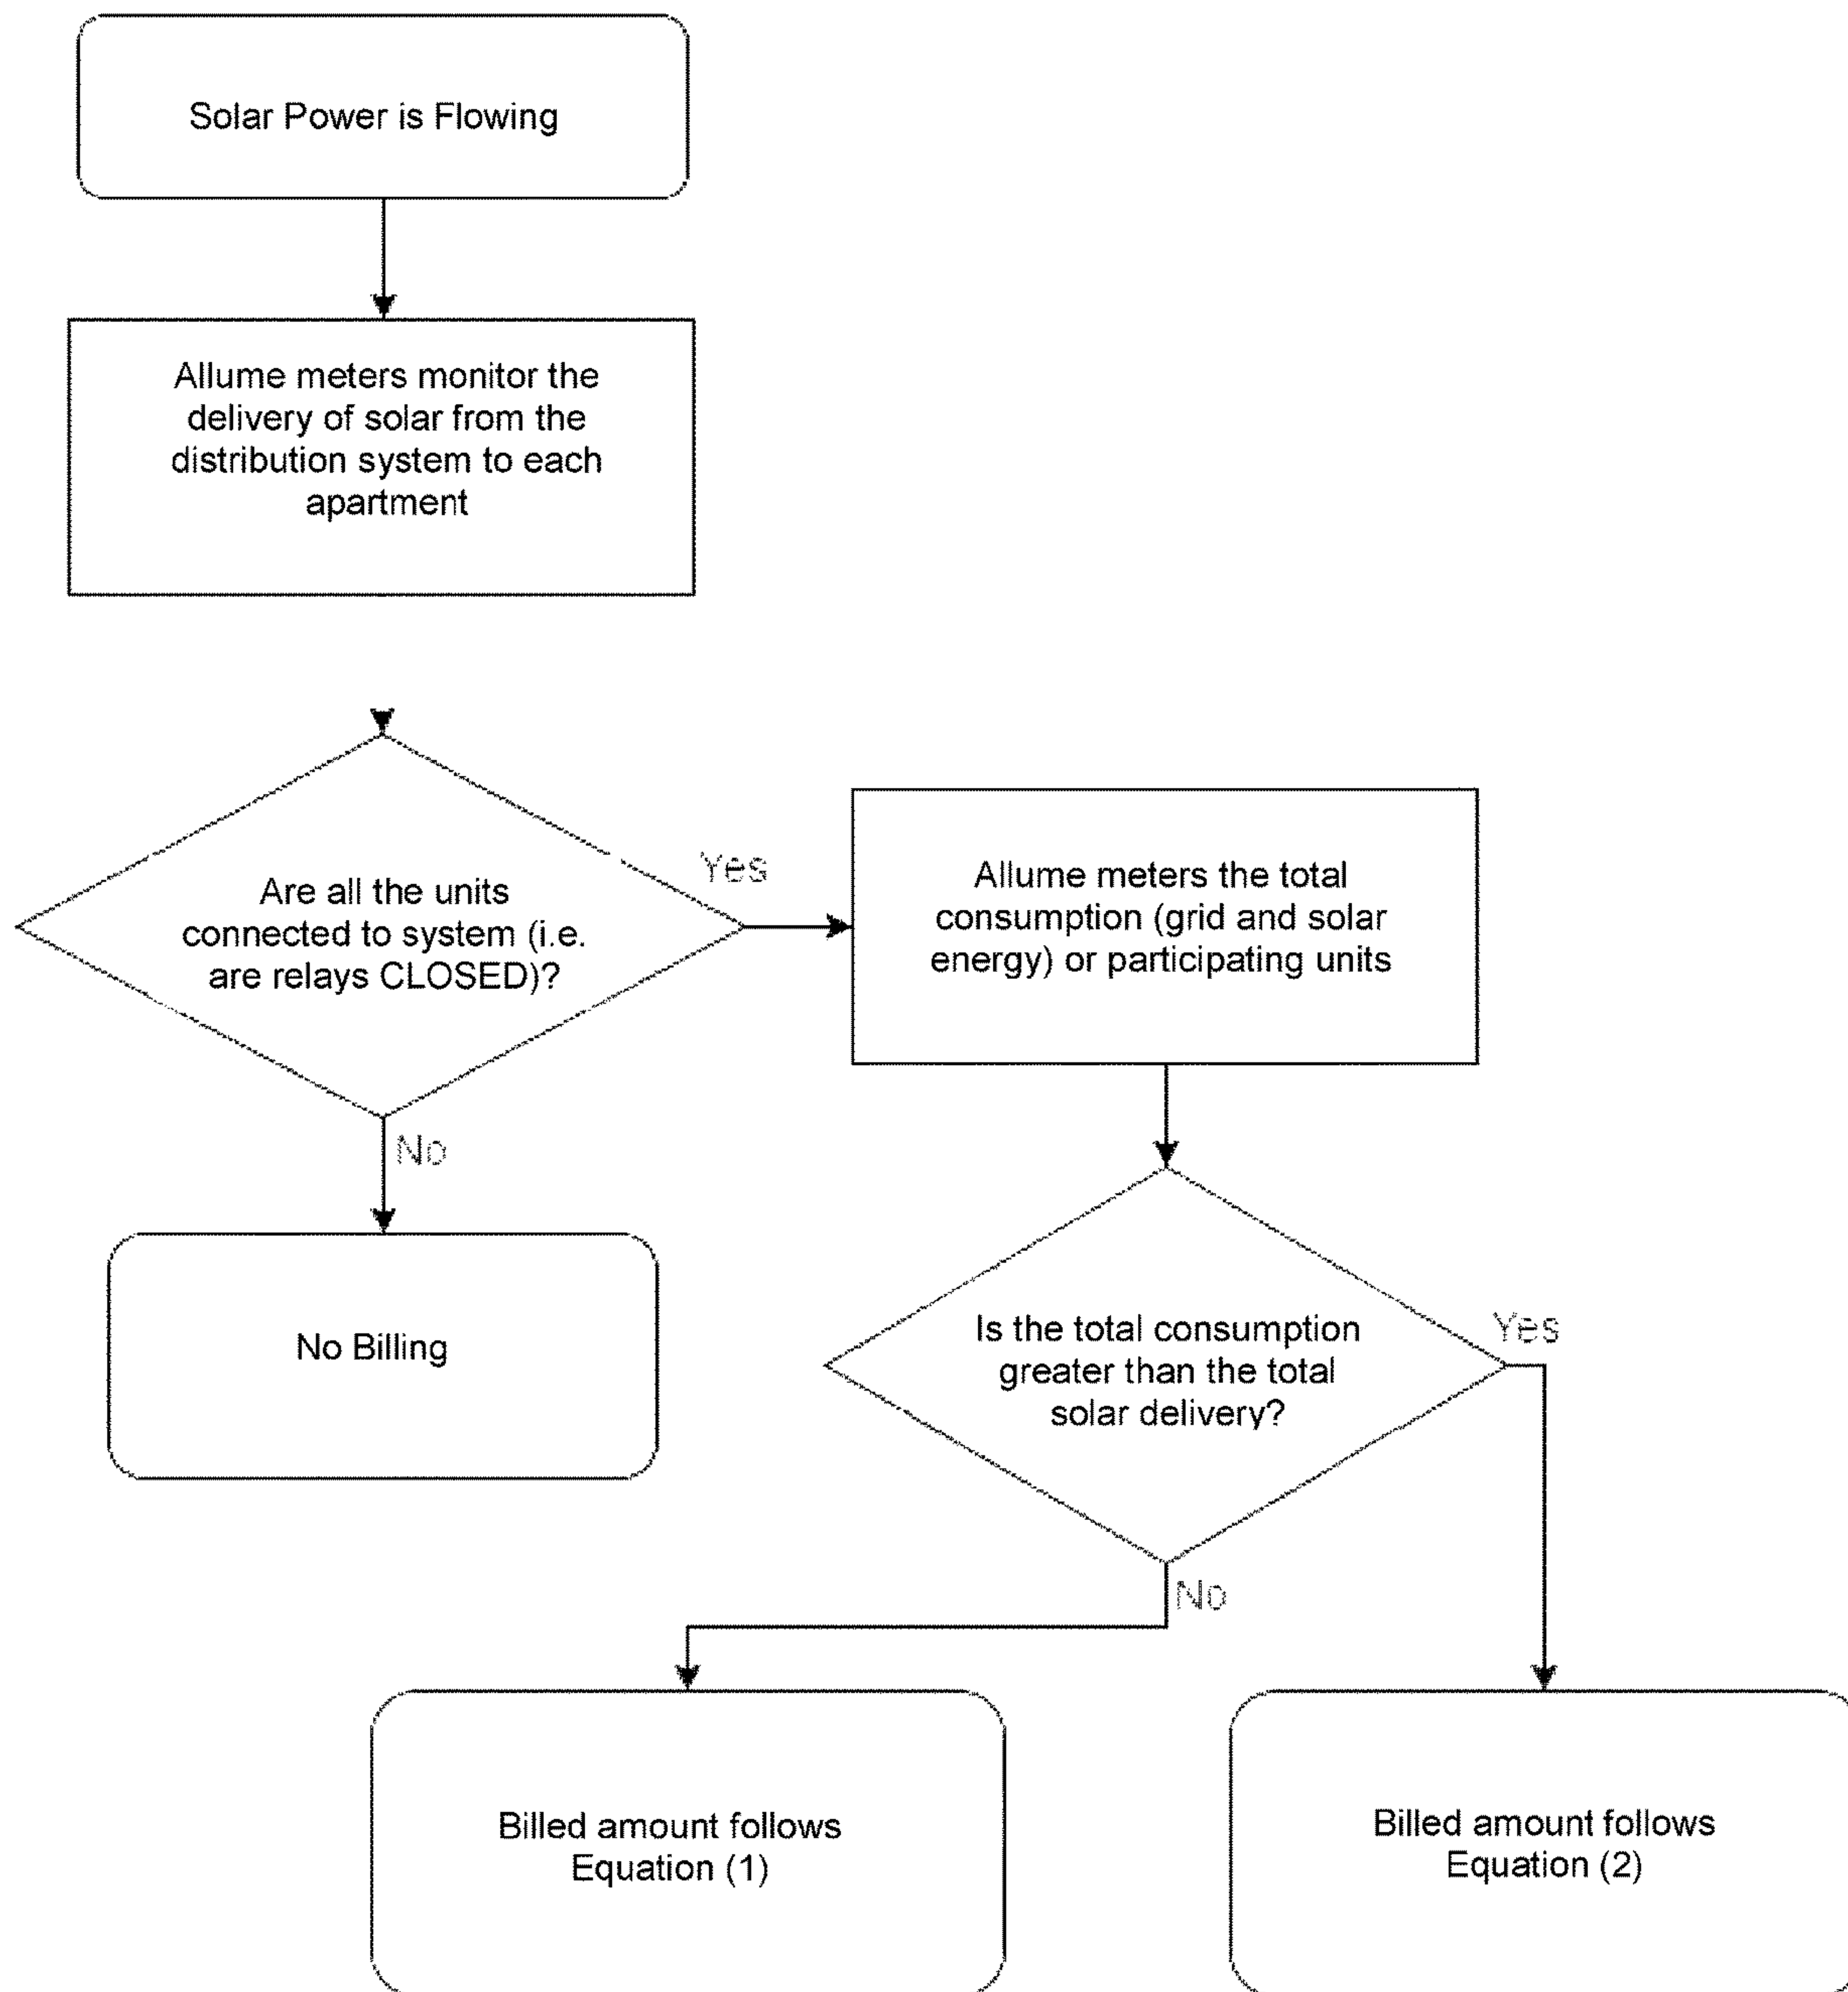 Solar Power is Flowing
Allume meters monitor the
delivery of solar from the
distribution system to each
apartment
Are all the units
connected to system (i.e.
are relays CLOSED)?
Yes
Allume meters the total
consumption (grid and solar
energy) or participating units
No
No Billing
Is the total consumption
greater than the total
solar delivery?
Yes
No
Billed amount follows
Equation (1)
Billed amount follows
Equation (2)